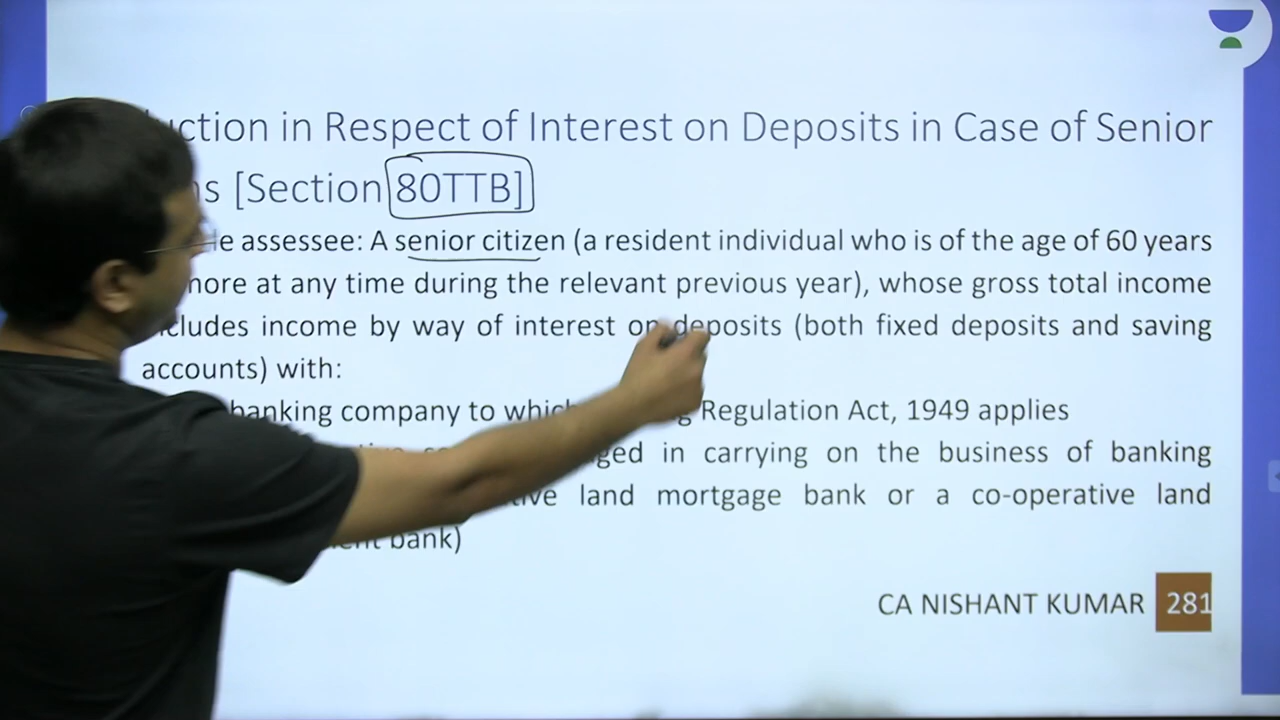 in Respect of Interest on Deposits in Case of Senior
[Section 80TTB]
assessee: A senior citizen (a resident individual who is of the age of 60 years
more at any time during the relevant previous year), whose gross total income
income by way of interest on deposits (both fixed deposits and saving
accounts) with:
banking company to which Regulation Act, 1949 applies
in carrying on the business of banking
land mortgage bank or a co-operative land
bank)
CA NISHANT KUMAR 281